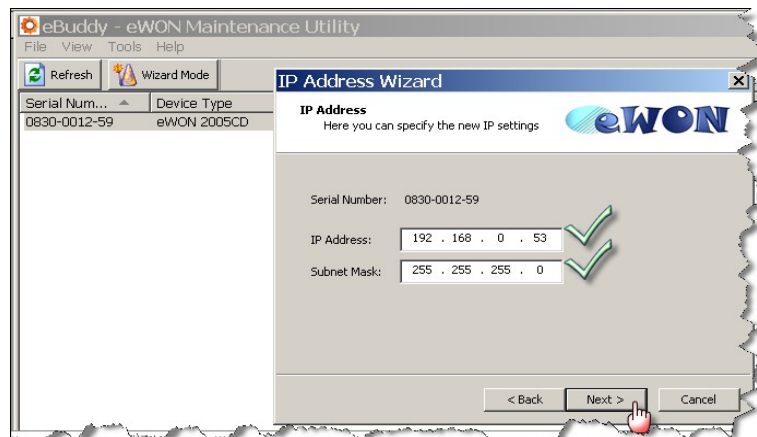 eBuddy - eWON Maintenance Utility
File View Tools Help
Refresh Wizard Mode
Serial Num... Device Type
0830-0012-59 eWON 2005CD
IP Address Wizard
IP Address
Here you can specify the new IP settings
eWON
Serial Number: 0830-0012-59
IP Address: 192 . 168 . 0 . 53
Subnet Mask: 255 . 255 . 255 . 0
< Back Next > Cancel